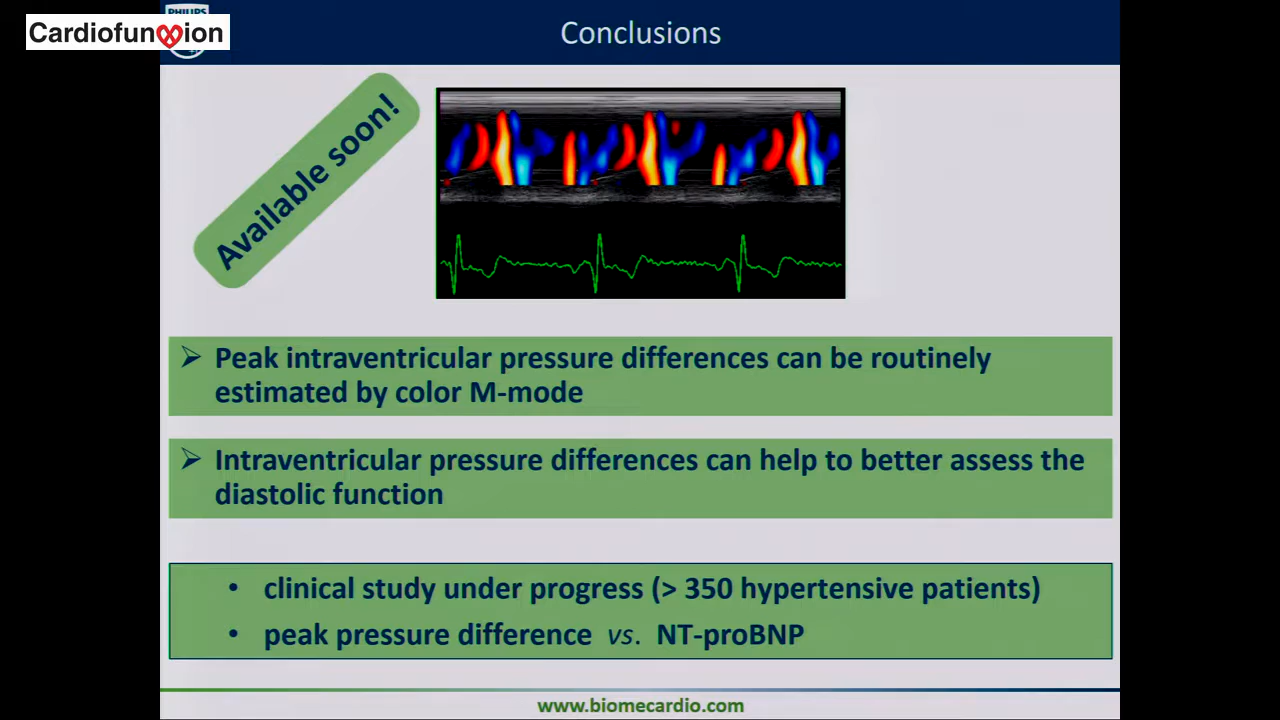 PHILIPS
Cardiofunxion
Conclusions
Available soon!
➢ Peak intraventricular pressure differences can be routinely
estimated by color M-mode
➢ Intraventricular pressure differences can help to better assess the
diastolic function
• clinical study under progress (> 350 hypertensive patients)
• peak pressure difference vs. NT-proBNP
www.biomecardio.com